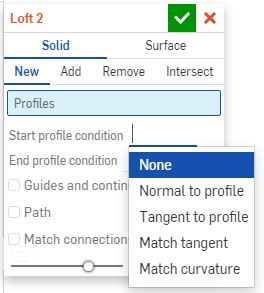 Loft 2
Solid Surface
New Add Remove Intersect
Profiles
Start profile condition
End profile condition
None
Guides and contin
Normal to profile
Path
Tangent to profile
Match connection
Match tangent
Match curvature